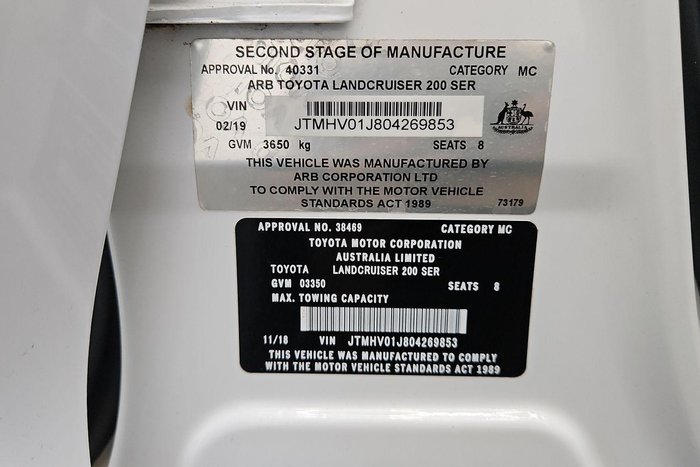 SECOND STAGE OF MANUFACTURE
APPROVAL No. 40331 CATEGORY MC
ARB TOYOTA LANDCRUISER 200 SER
VIN
02/19 JTMHV01J804269853
AUSTRALIA
GVM 3650 kg SEATS 8
THIS VEHICLE WAS MANUFACTURED BY
ARB CORPORATION LTD
TO COMPLY WITH THE MOTOR VEHICLE
STANDARDS ACT 1989 73179
APPROVAL NO. 38469 CATEGORY MC
TOYOTA MOTOR CORPORATION
AUSTRALIA LIMITED
TOYOTA LANDCRUISER 200 SER
GVM 03350 SEATS 8
MAX. TOWING CAPACITY
11/18 VIN JTMHV01J804269853
THIS VEHICLE WAS MANUFACTURED TO COMPLY
WITH THE MOTOR VEHICLE STANDARDS ACT 1989